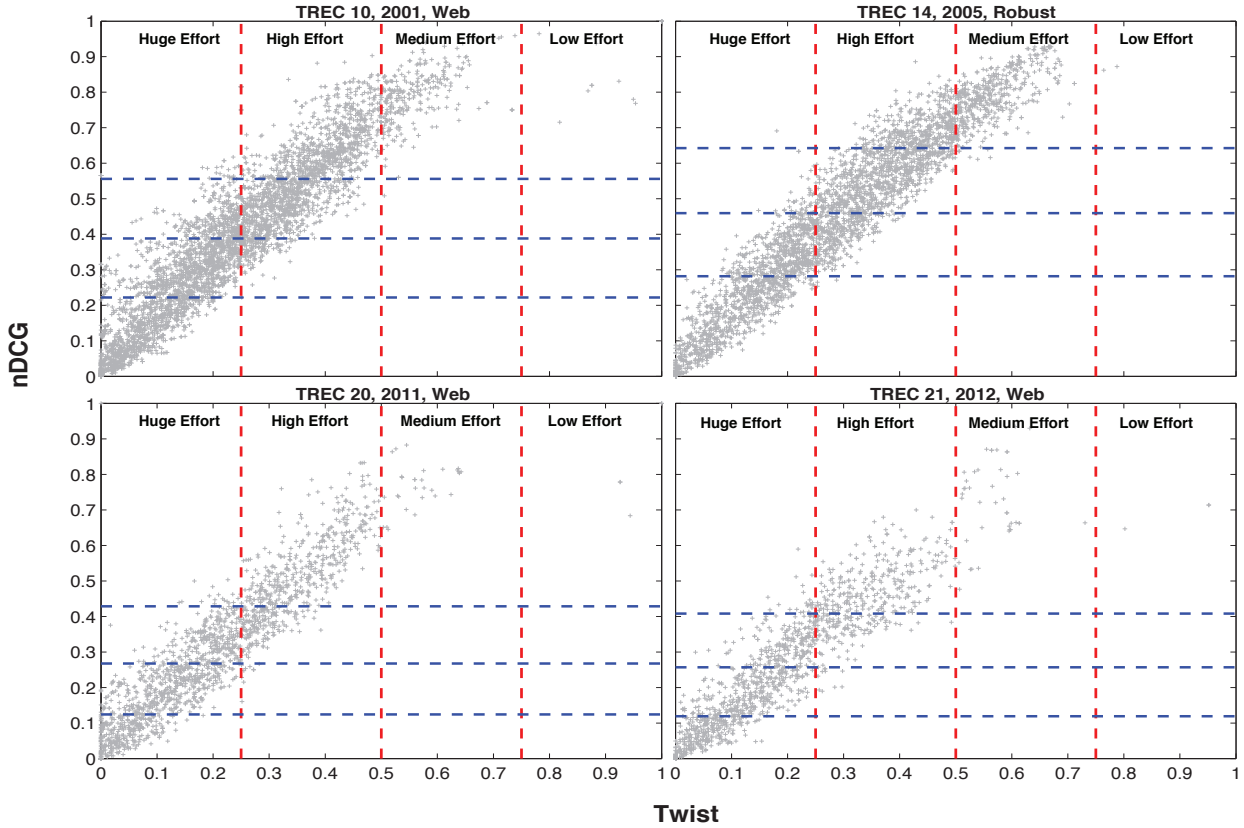 TREC 10, 2001, Web
Huge Effort High Effort Medium Effort Low Effort
1
0.9
0.8
0.7
0.6
0.5
0.4
0.3
0.2
0.1
0
TREC 14, 2005, Robust
Huge Effort High Effort Medium Effort Low Effort
nDCG
TREC 20, 2011, Web
Huge Effort High Effort Medium Effort Low Effort
1
0.9
0.8
0.7
0.6
0.5
0.4
0.3
0.2
0.1
0
0 0.1 0.2 0.3 0.4 0.5 0.6 0.7 0.8 0.9 1
TREC 21, 2012, Web
Huge Effort High Effort Medium Effort Low Effort
0 0.1 0.2 0.3 0.4 0.5 0.6 0.7 0.8 0.9 1
Twist